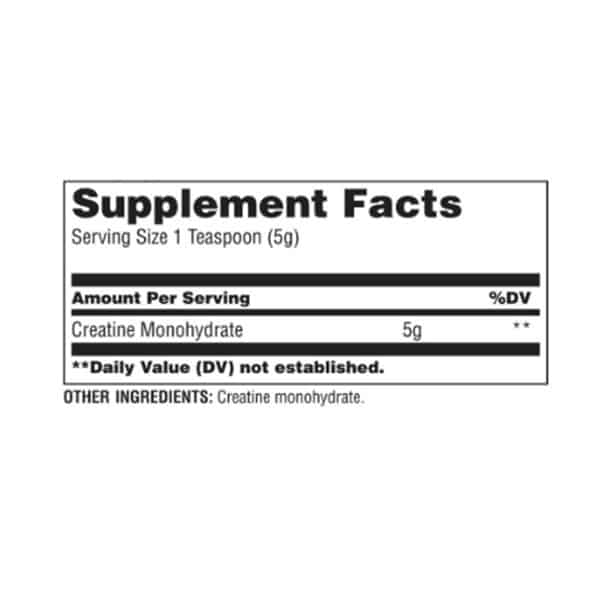 Supplement Facts
Serving Size 1 Teaspoon (5g)
Amount Per Serving %DV
Creatine Monohydrate 5g **
**Daily Value (DV) not established.
OTHER INGREDIENTS: Creatine monohydrate.